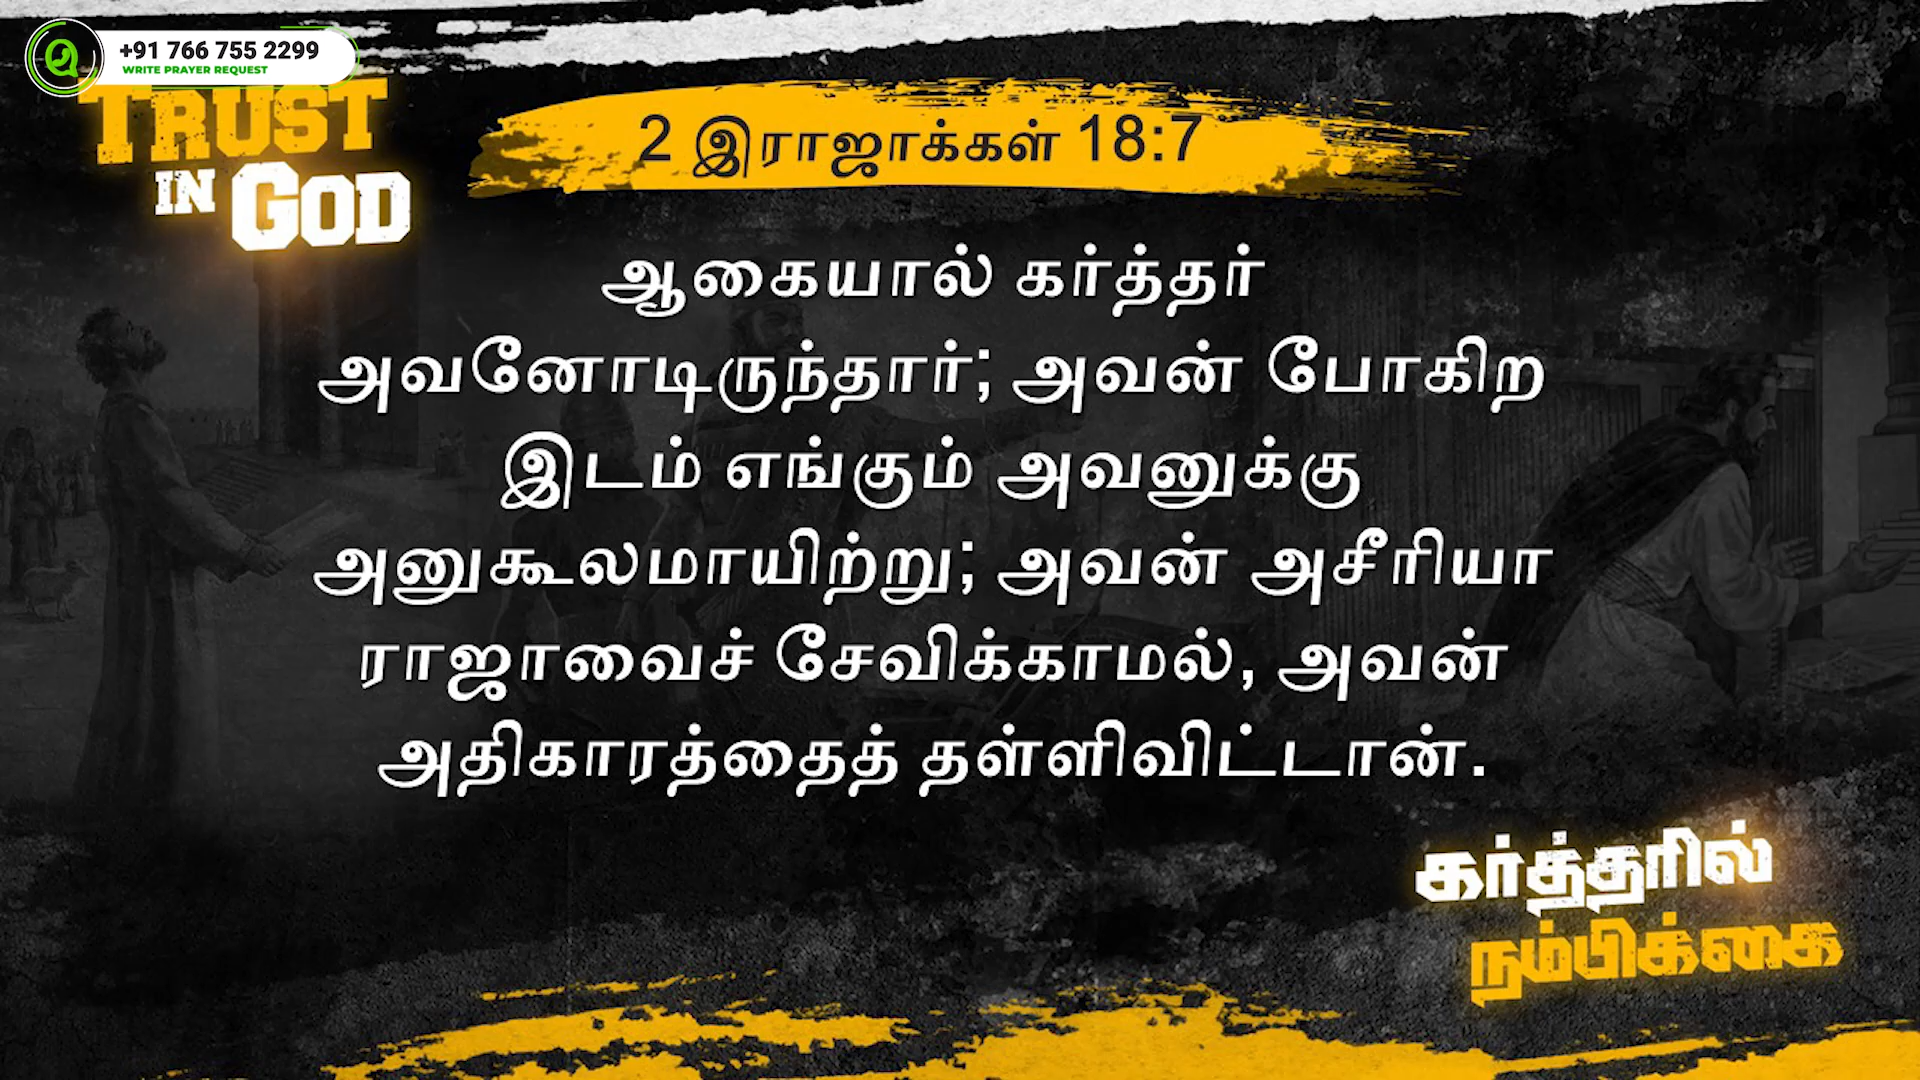 +91 766 755 2299
WRITE PRAYER REQUEST
TRUST
IN GOD
2 இராஜாக்கள் 18:7
ஆகையால் கர்த்தர்
அவனோடிருந்தார்; அவன் போகிற
இடம் எங்கும் அவனுக்கு
அனுகூலமாயிற்று; அவன் அசீரியா
ராஜாவைச் சேவிக்காமல், அவன்
அதிகாரத்தைத் தள்ளிவிட்டான்.
கர்த்தரில்
நம்பிக்கை